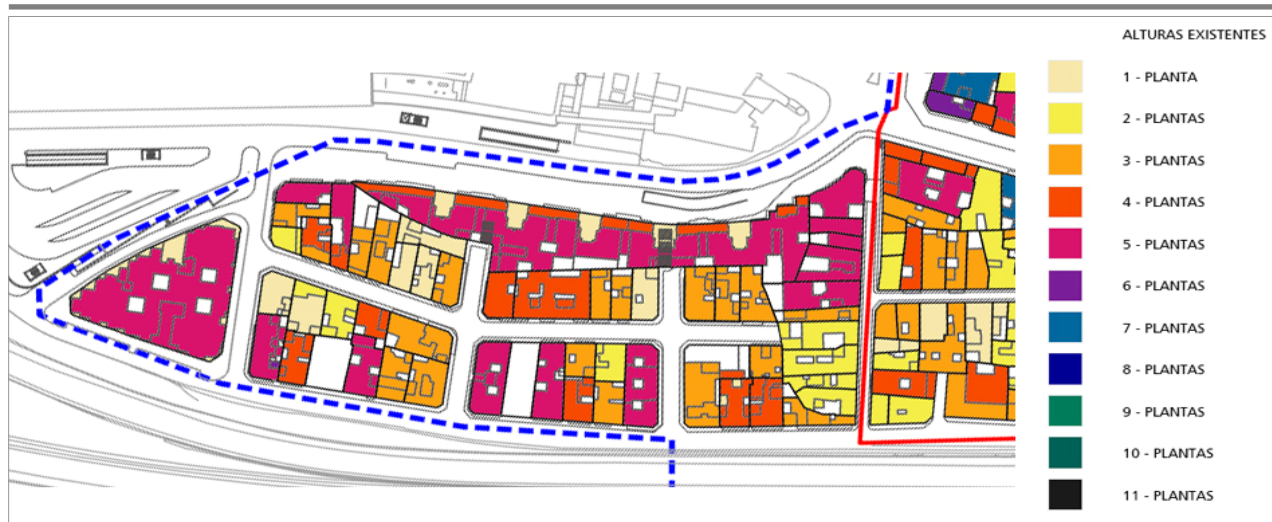 ALTURAS EXISTENTES
1 - PLANTA
2 - PLANTAS
3 - PLANTAS
4 - PLANTAS
5 - PLANTAS
6 - PLANTAS
7 - PLANTAS
8 - PLANTAS
9 - PLANTAS
10 - PLANTAS
11 - PLANTAS